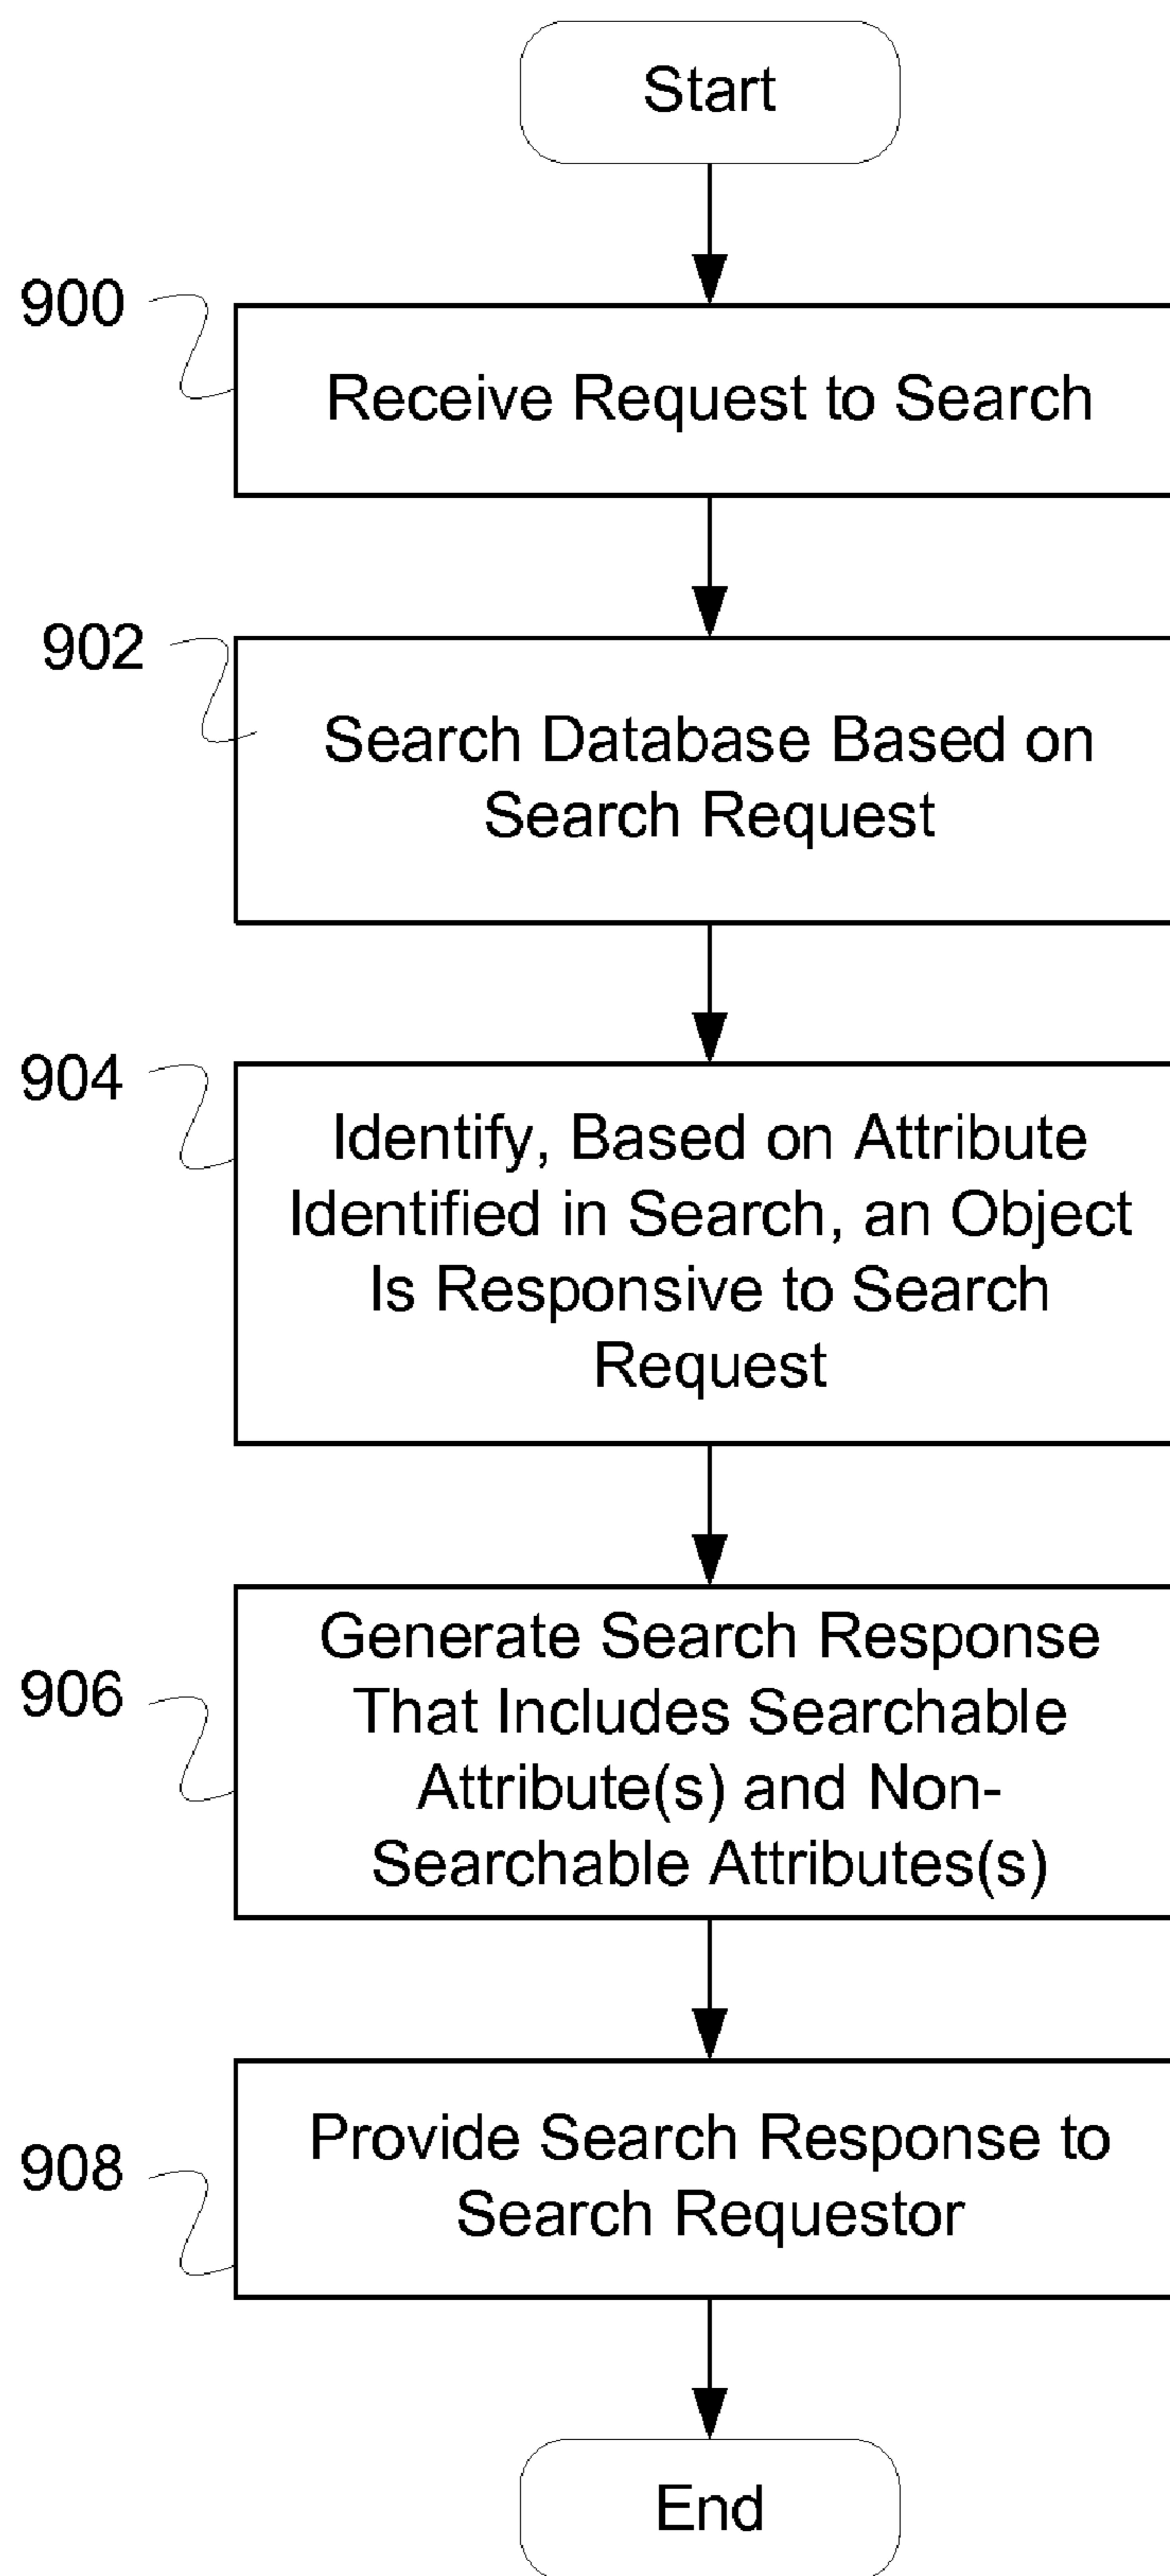 Start
900
Receive Request to Search
902
Search Database Based on
Search Request
904
Identify, Based on Attribute
Identified in Search, an Object
Is Responsive to Search
Request
906
Generate Search Response
That Includes Searchable
Attribute(s) and Non-
Searchable Attributes(s)
908
Provide Search Response to
Search Requestor
End